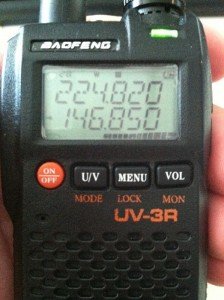 BAOFENG
224.820
146.850
ON/OFF U/V MENU VOL
MODE LOCK MON
UV-3R